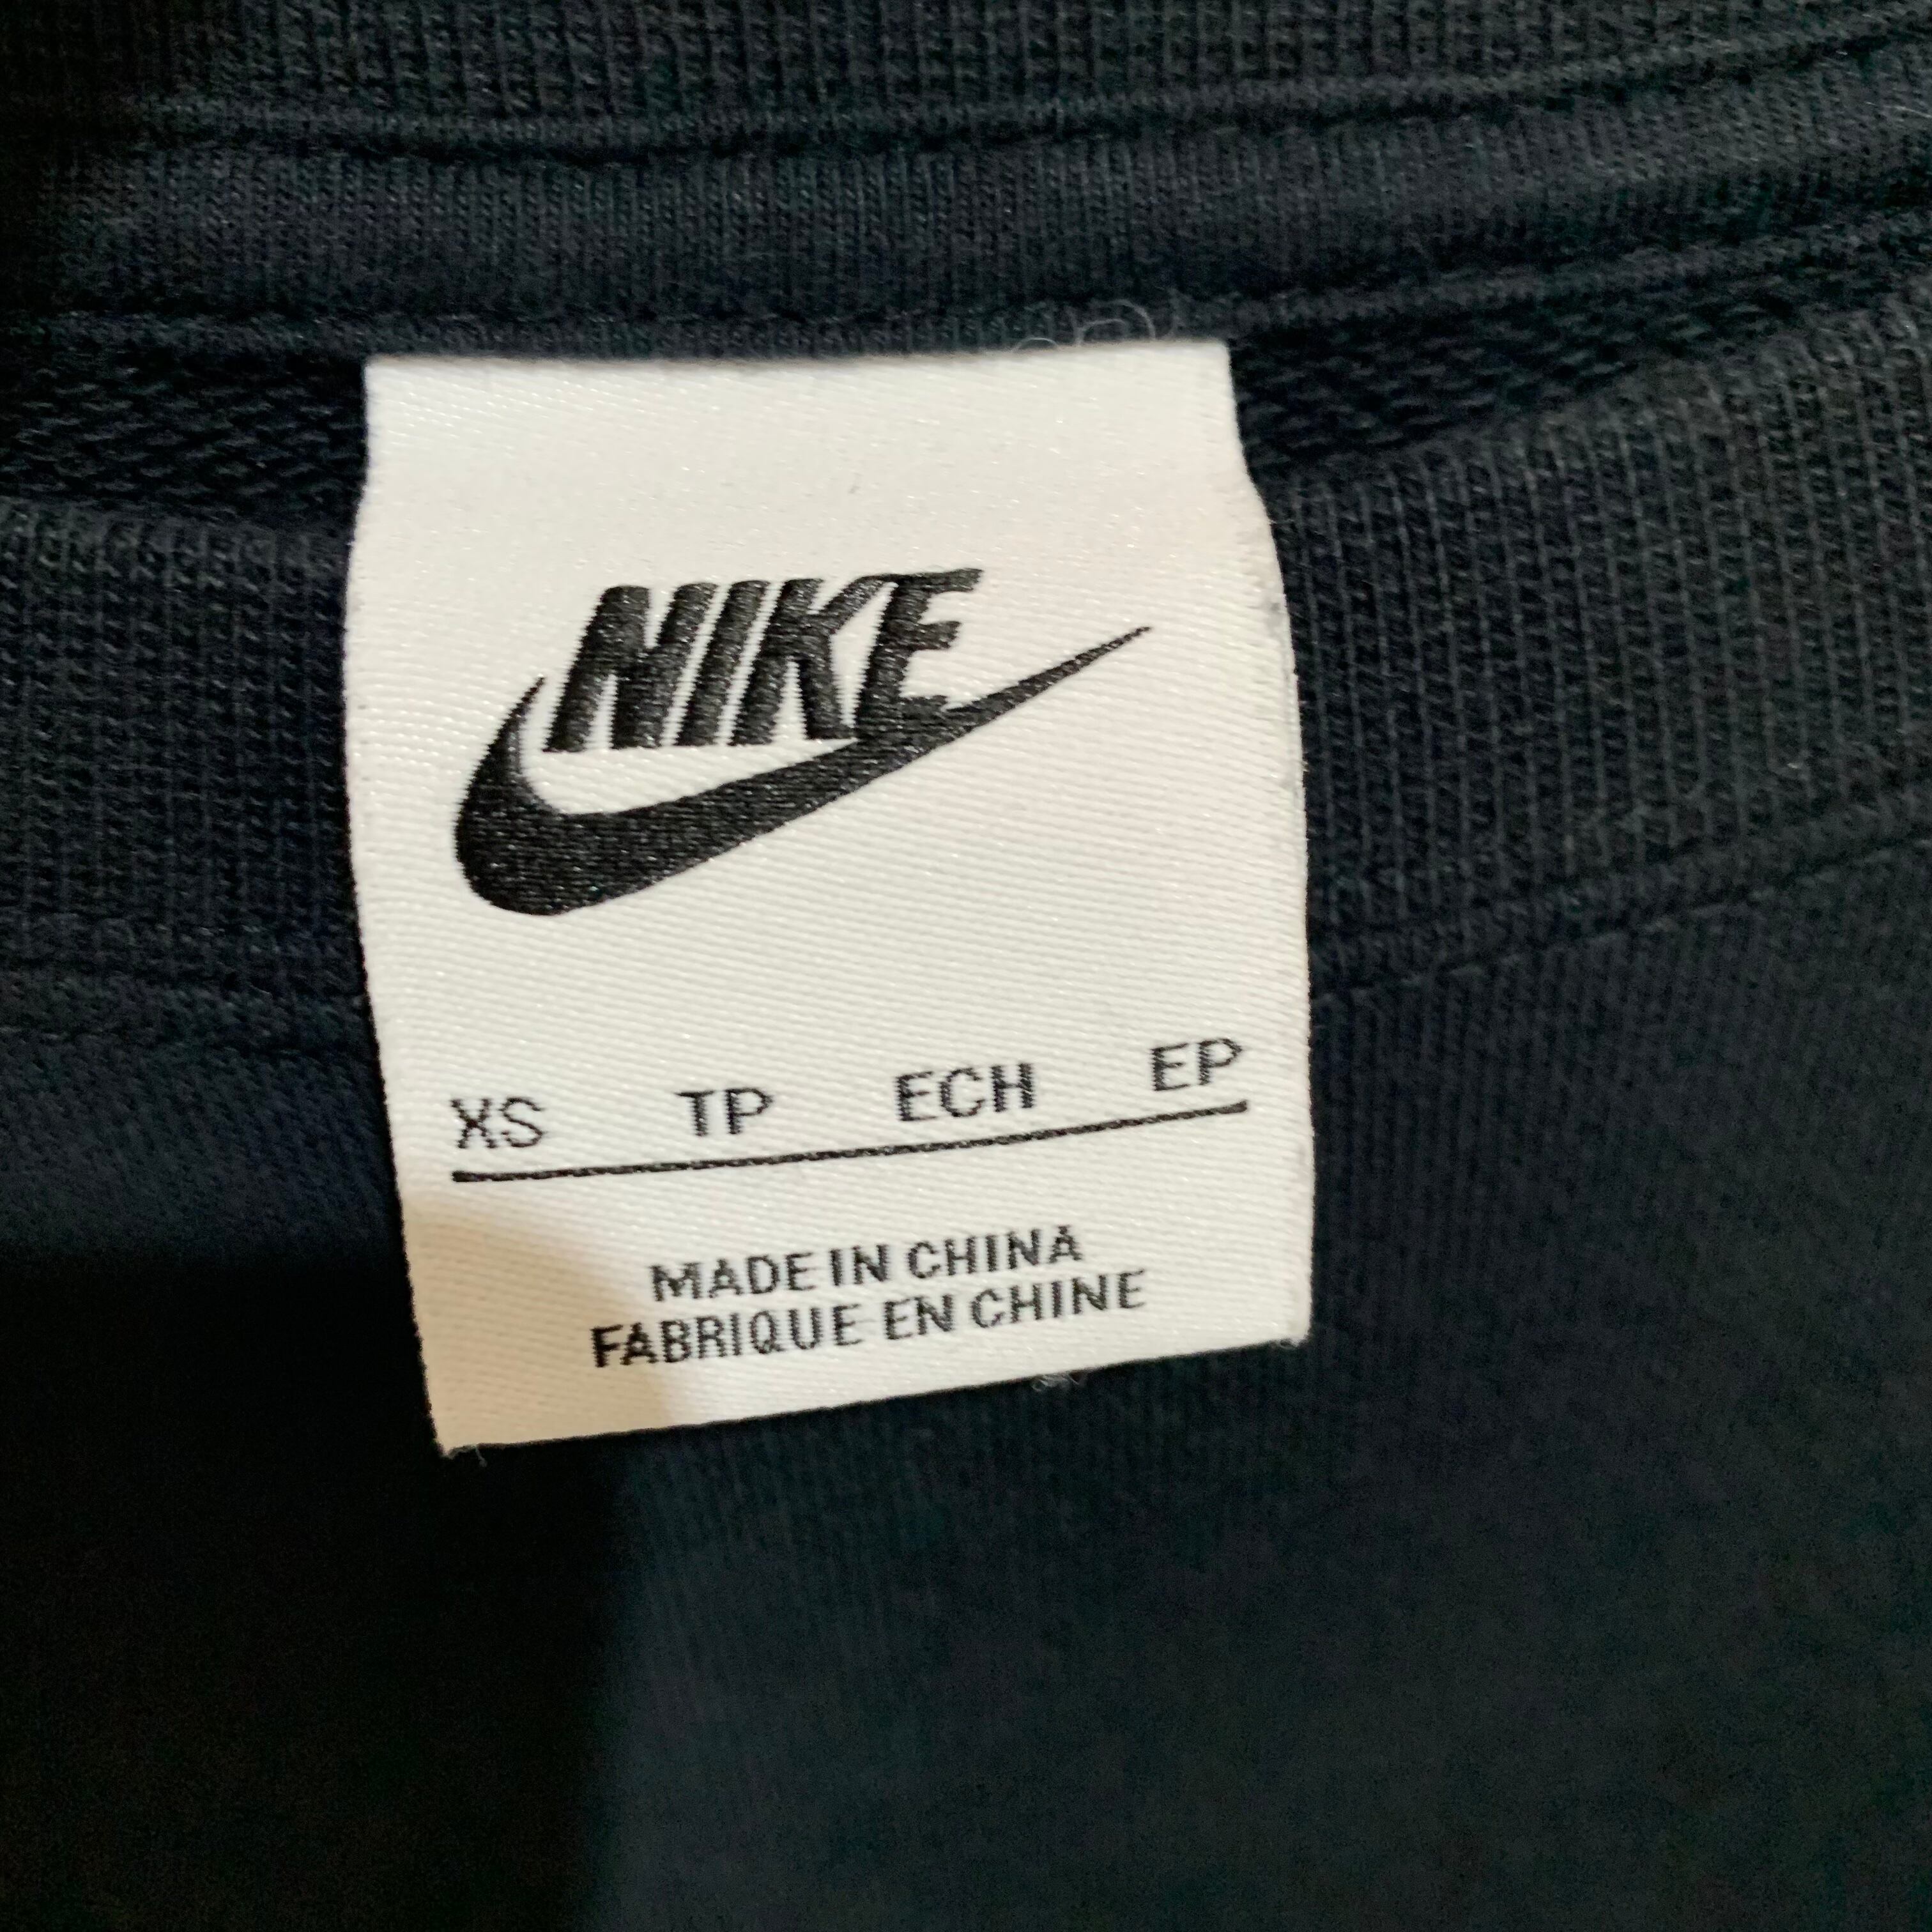 NIKE
XS TP ECH EP
MADE IN CHINA
FABRIQUE EN CHINE